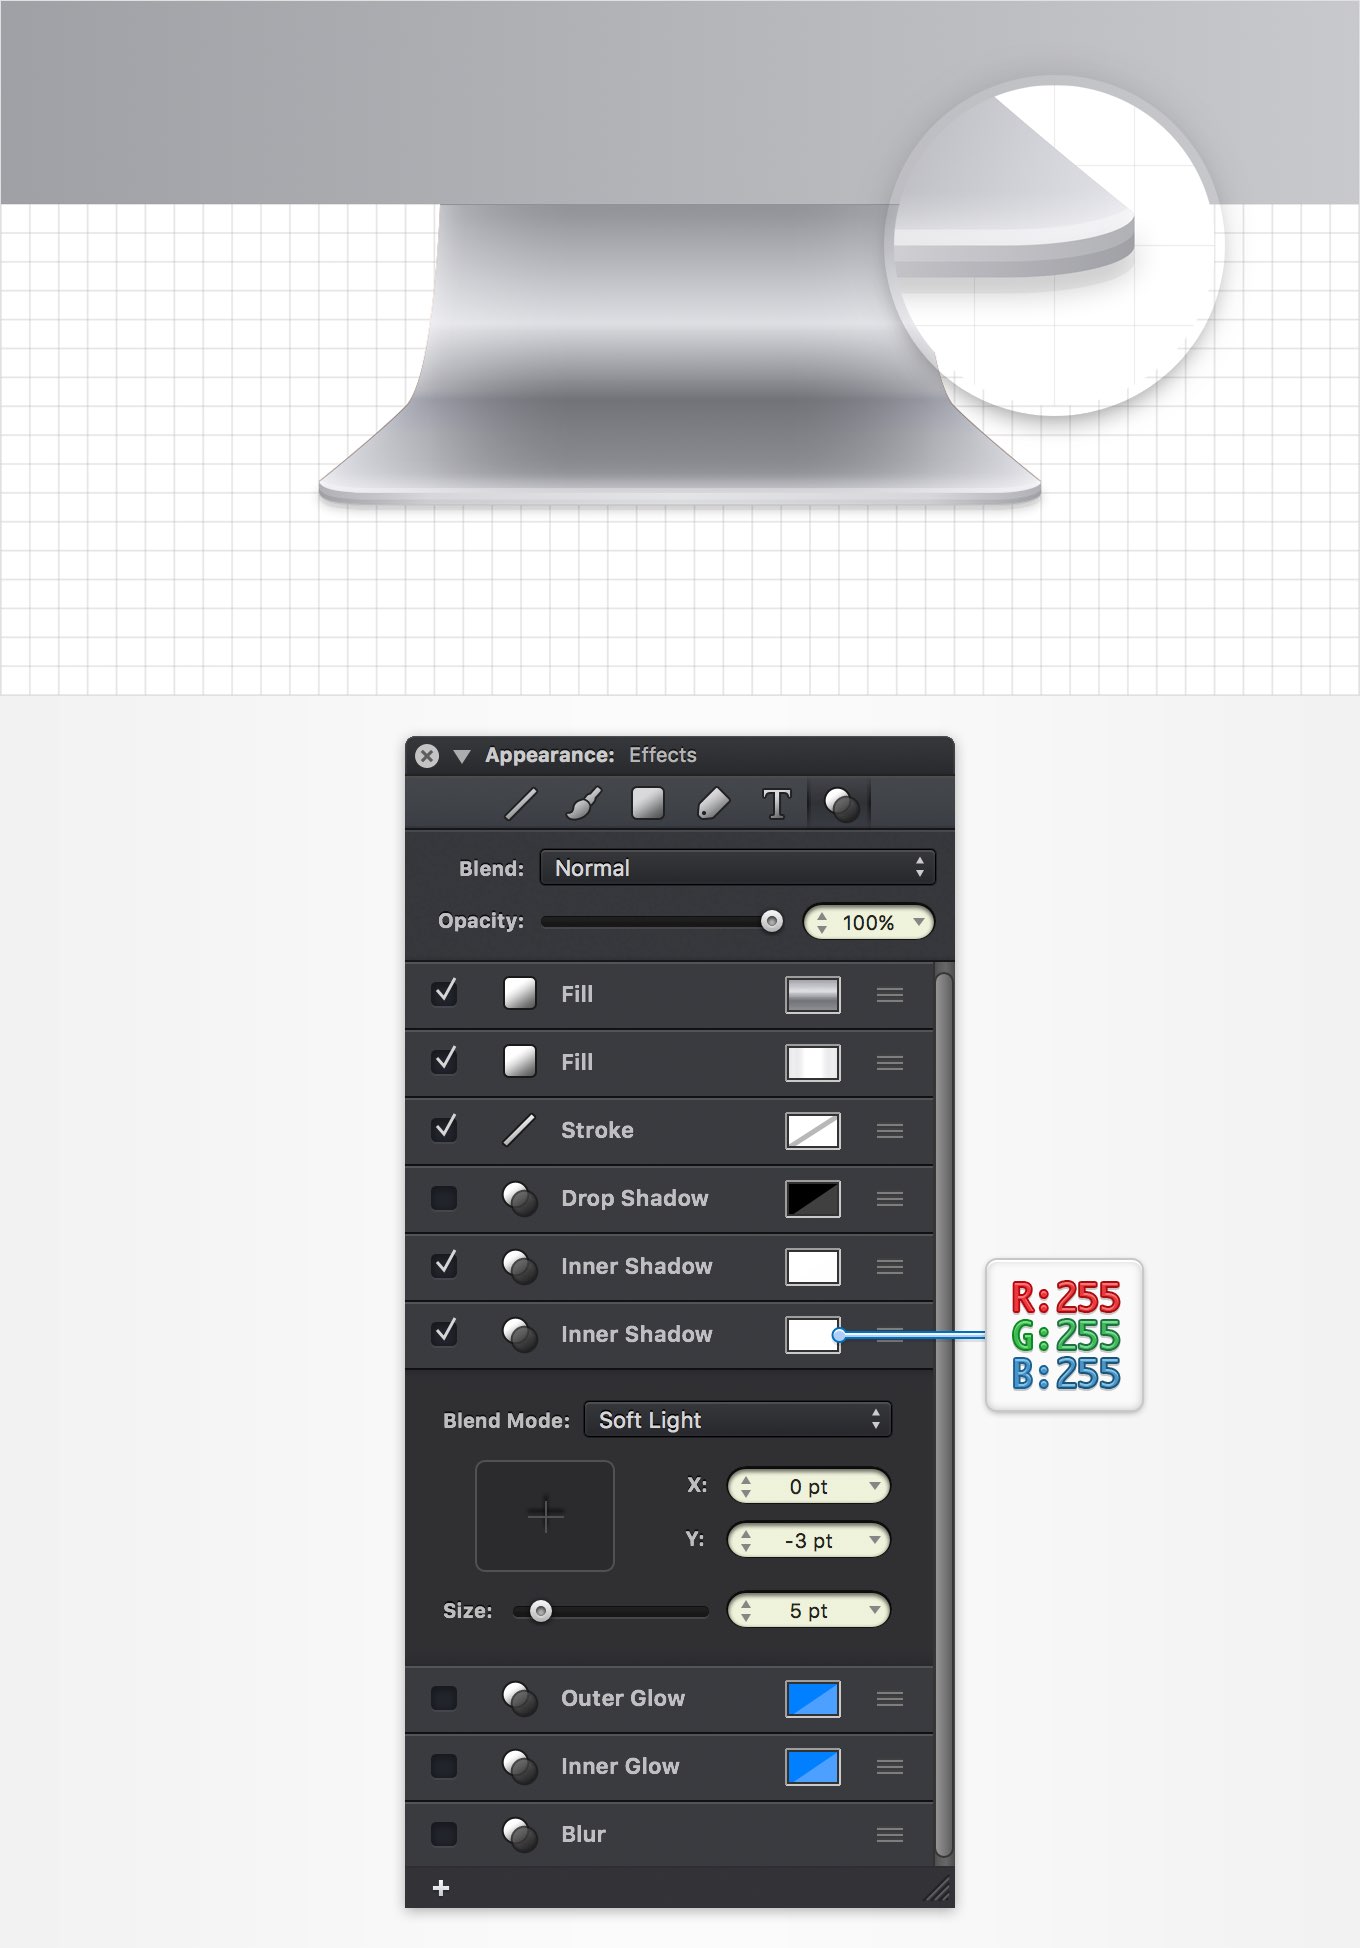 Appearance: Effects
T
Blend: Normal
Opacity: 100%
Fill
Fill
Stroke
Drop Shadow
Inner Shadow
Inner Shadow
R:255
G:255
B:255
Blend Mode: Soft Light
X: 0 pt
Y: -3 pt
Size: 5 pt
Outer Glow
Inner Glow
Blur